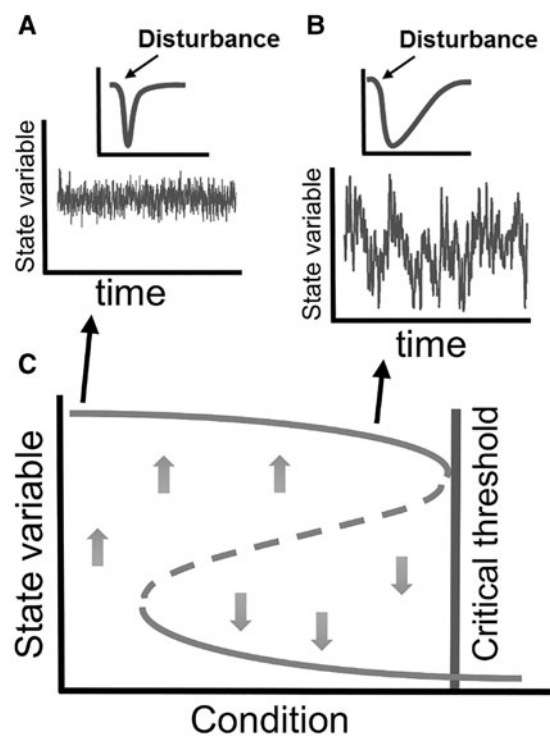 A
Disturbance
State variable
time
B
Disturbance
State variable
time
C
State variable
Critical threshold
Condition